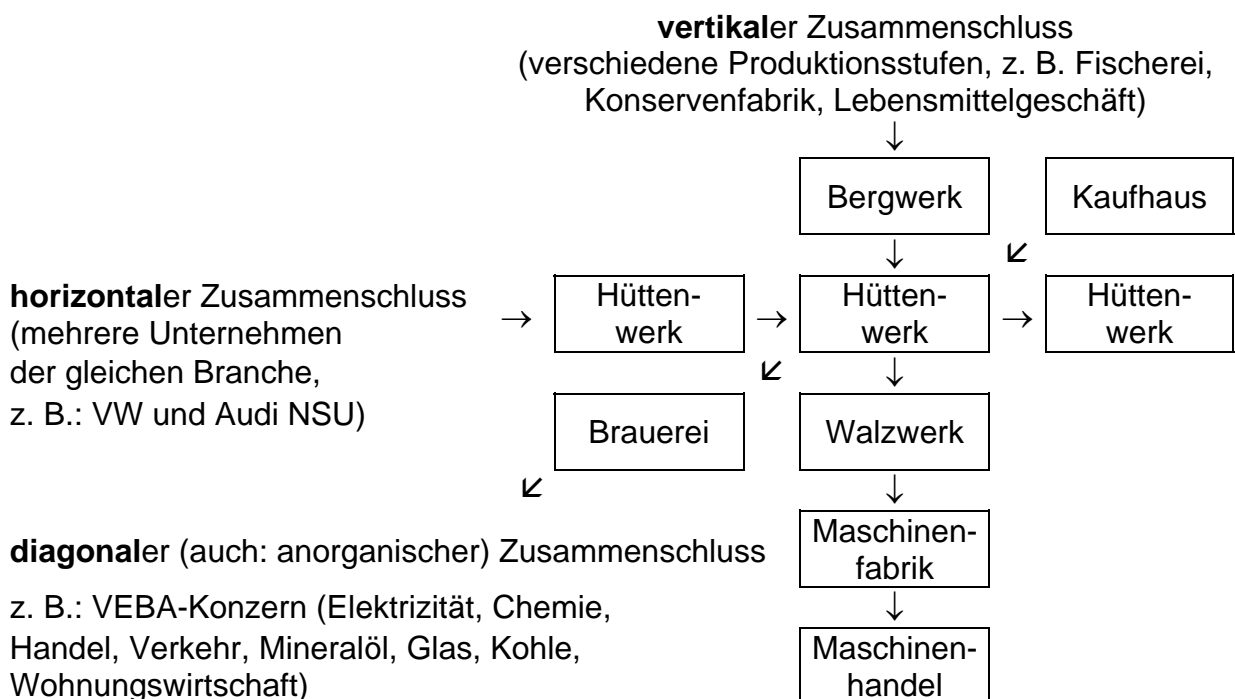 vertikaler Zusammenschluss
(verschiedene Produktionsstufen, z. B. Fischerei,
Konservenfabrik, Lebensmittelgeschäft)
↓
Bergwerk
Kaufhaus
↓
↙
horizontaler Zusammenschluss
(mehrere Unternehmen
der gleichen Branche,
z. B.: VW und Audi NSU)
→
Hütten-
werk
→
Hütten-
werk
→
Hütten-
werk
↙
↓
Brauerei
Walzwerk
↙
↓
diagonaler (auch: anorganischer) Zusammenschluss
z. B.: VEBA-Konzern (Elektrizität, Chemie,
Handel, Verkehr, Mineralöl, Glas, Kohle,
Wohnungswirtschaft)
Maschinen-
fabrik
↓
Maschinen-
handel